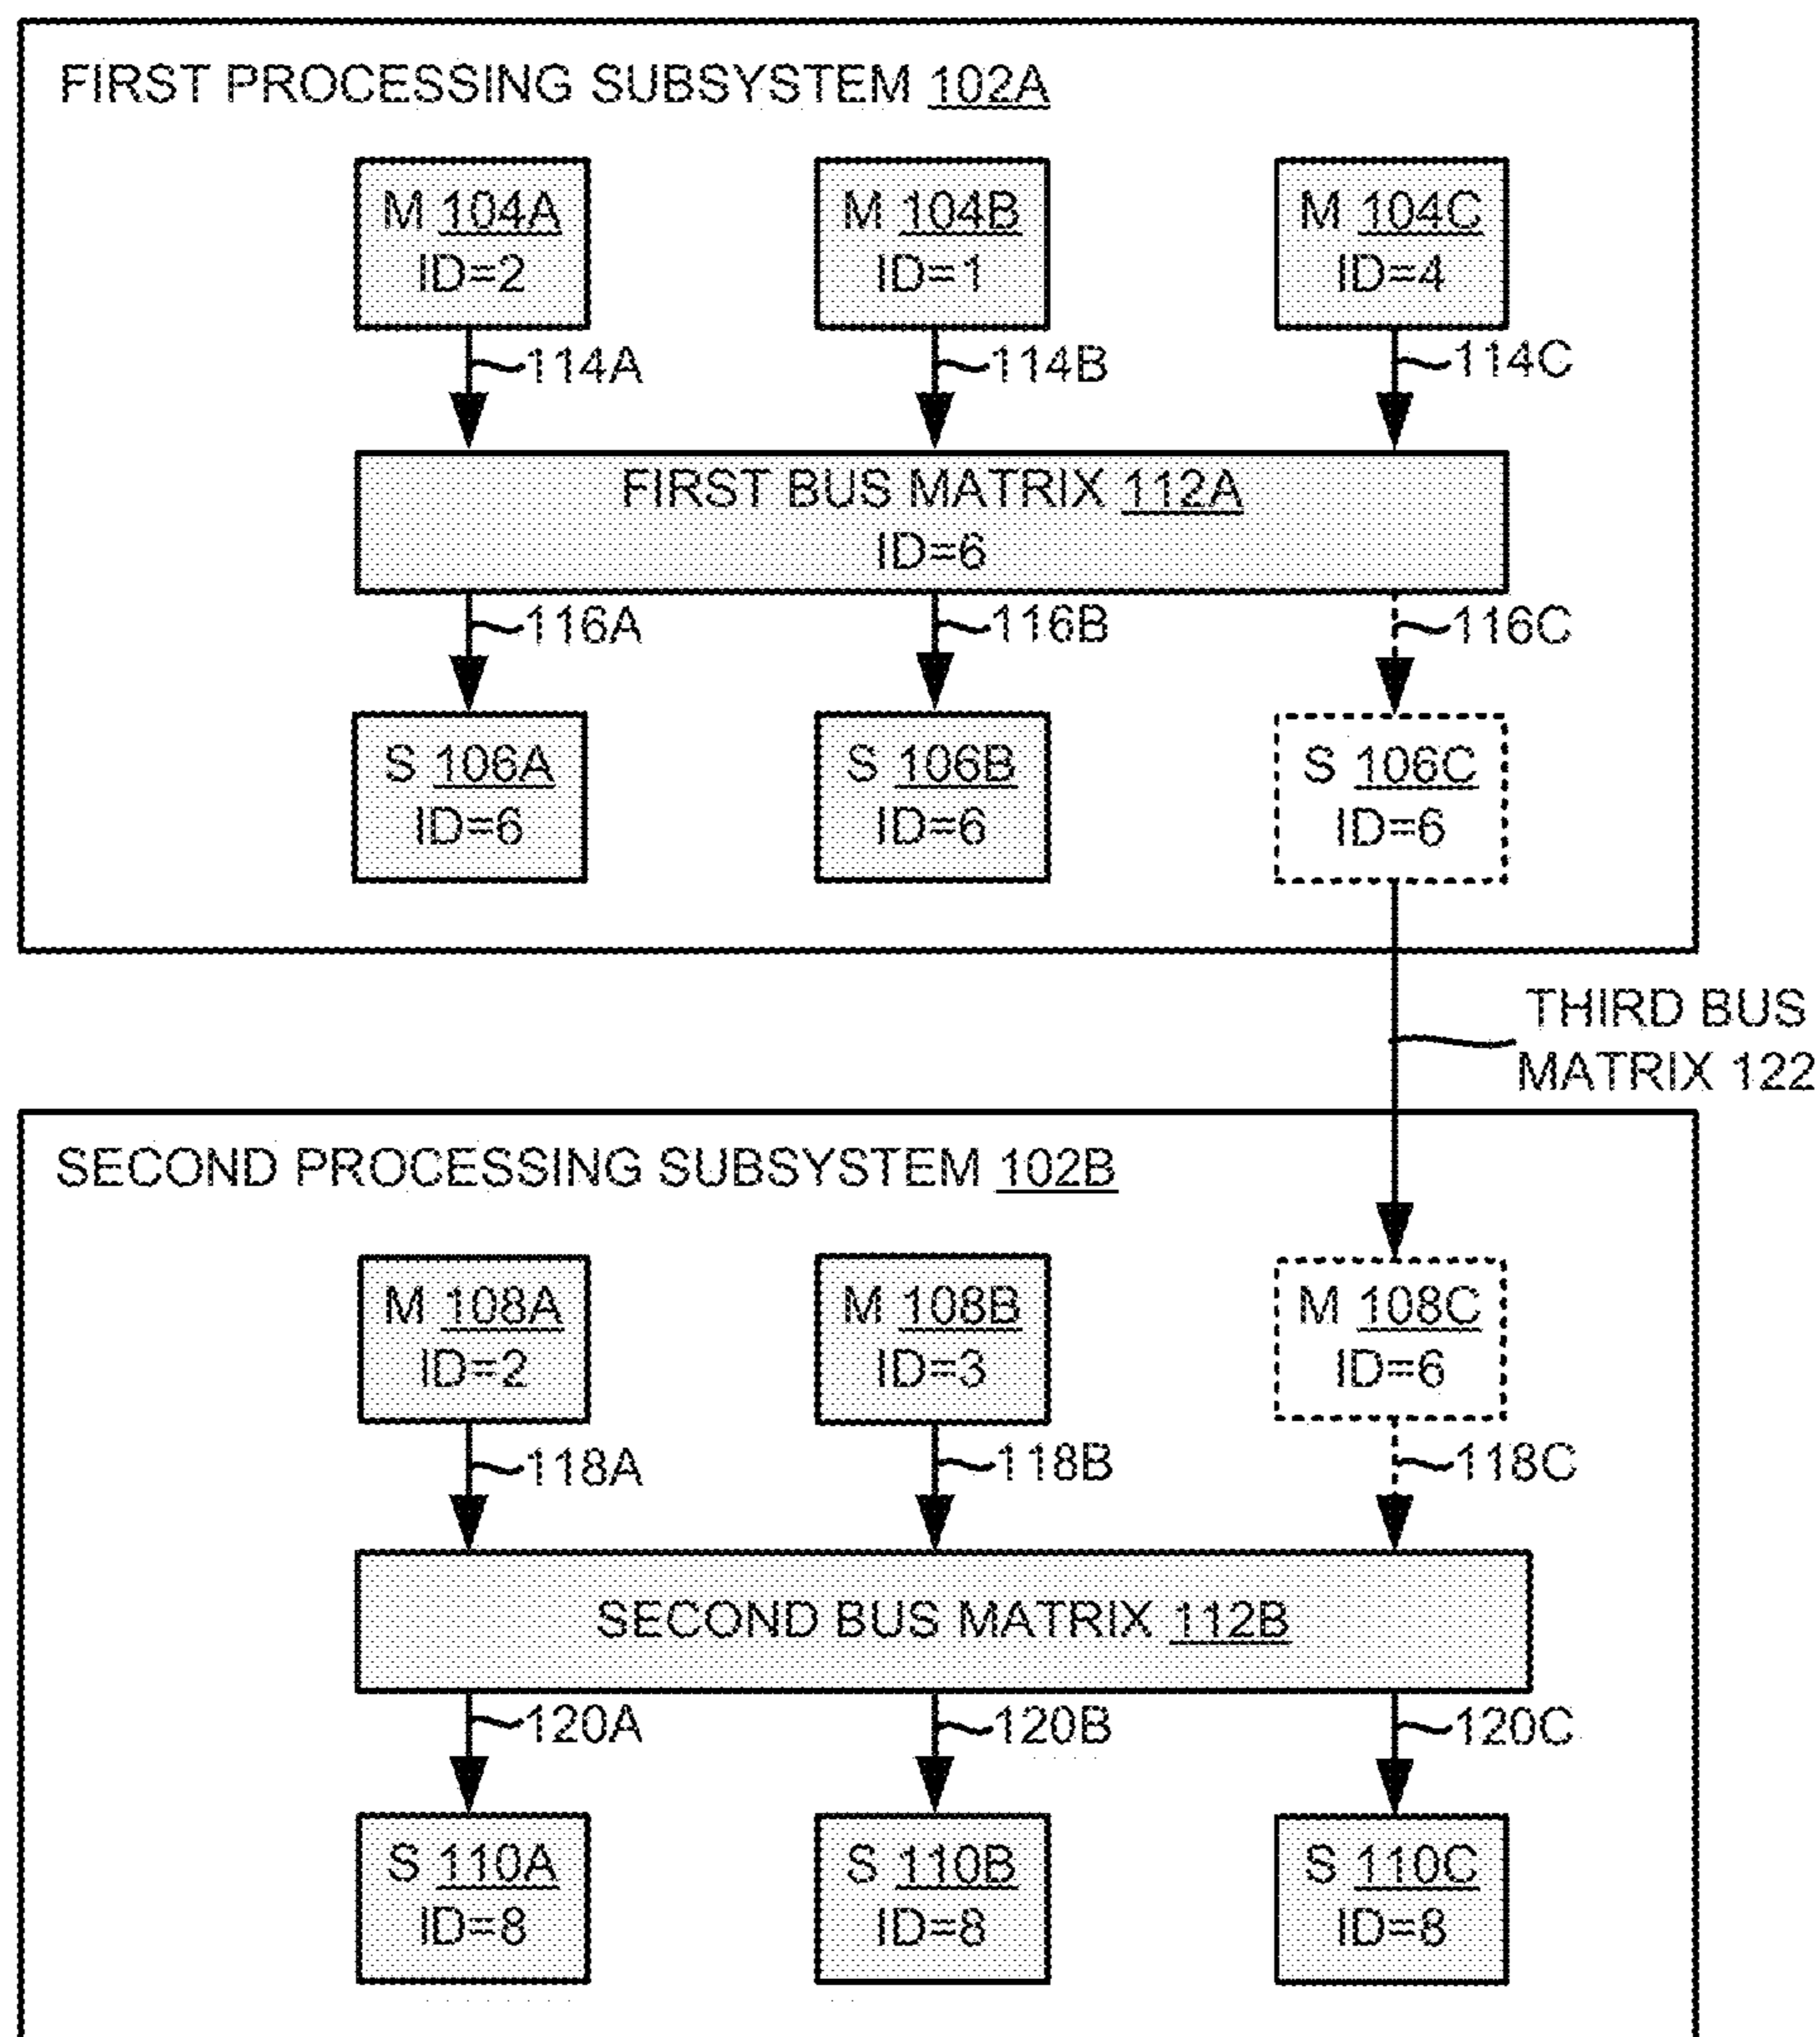 FIRST PROCESSING SUBSYSTEM 102A
M 104A
ID=2
M 104B
ID=1
M 104C
ID=4
114A
114B
114C
FIRST BUS MATRIX 112A
ID=6
116A
116B
116C
S 106A
ID=6
S 106B
ID=6
S 106C
ID=6
THIRD BUS
MATRIX 122
SECOND PROCESSING SUBSYSTEM 102B
M 108A
ID=2
M 108B
ID=3
M 108C
ID=6
118A
118B
118C
SECOND BUS MATRIX 112B
120A
120B
120C
S 110A
ID=8
S 110B
ID=8
S 110C
ID=8